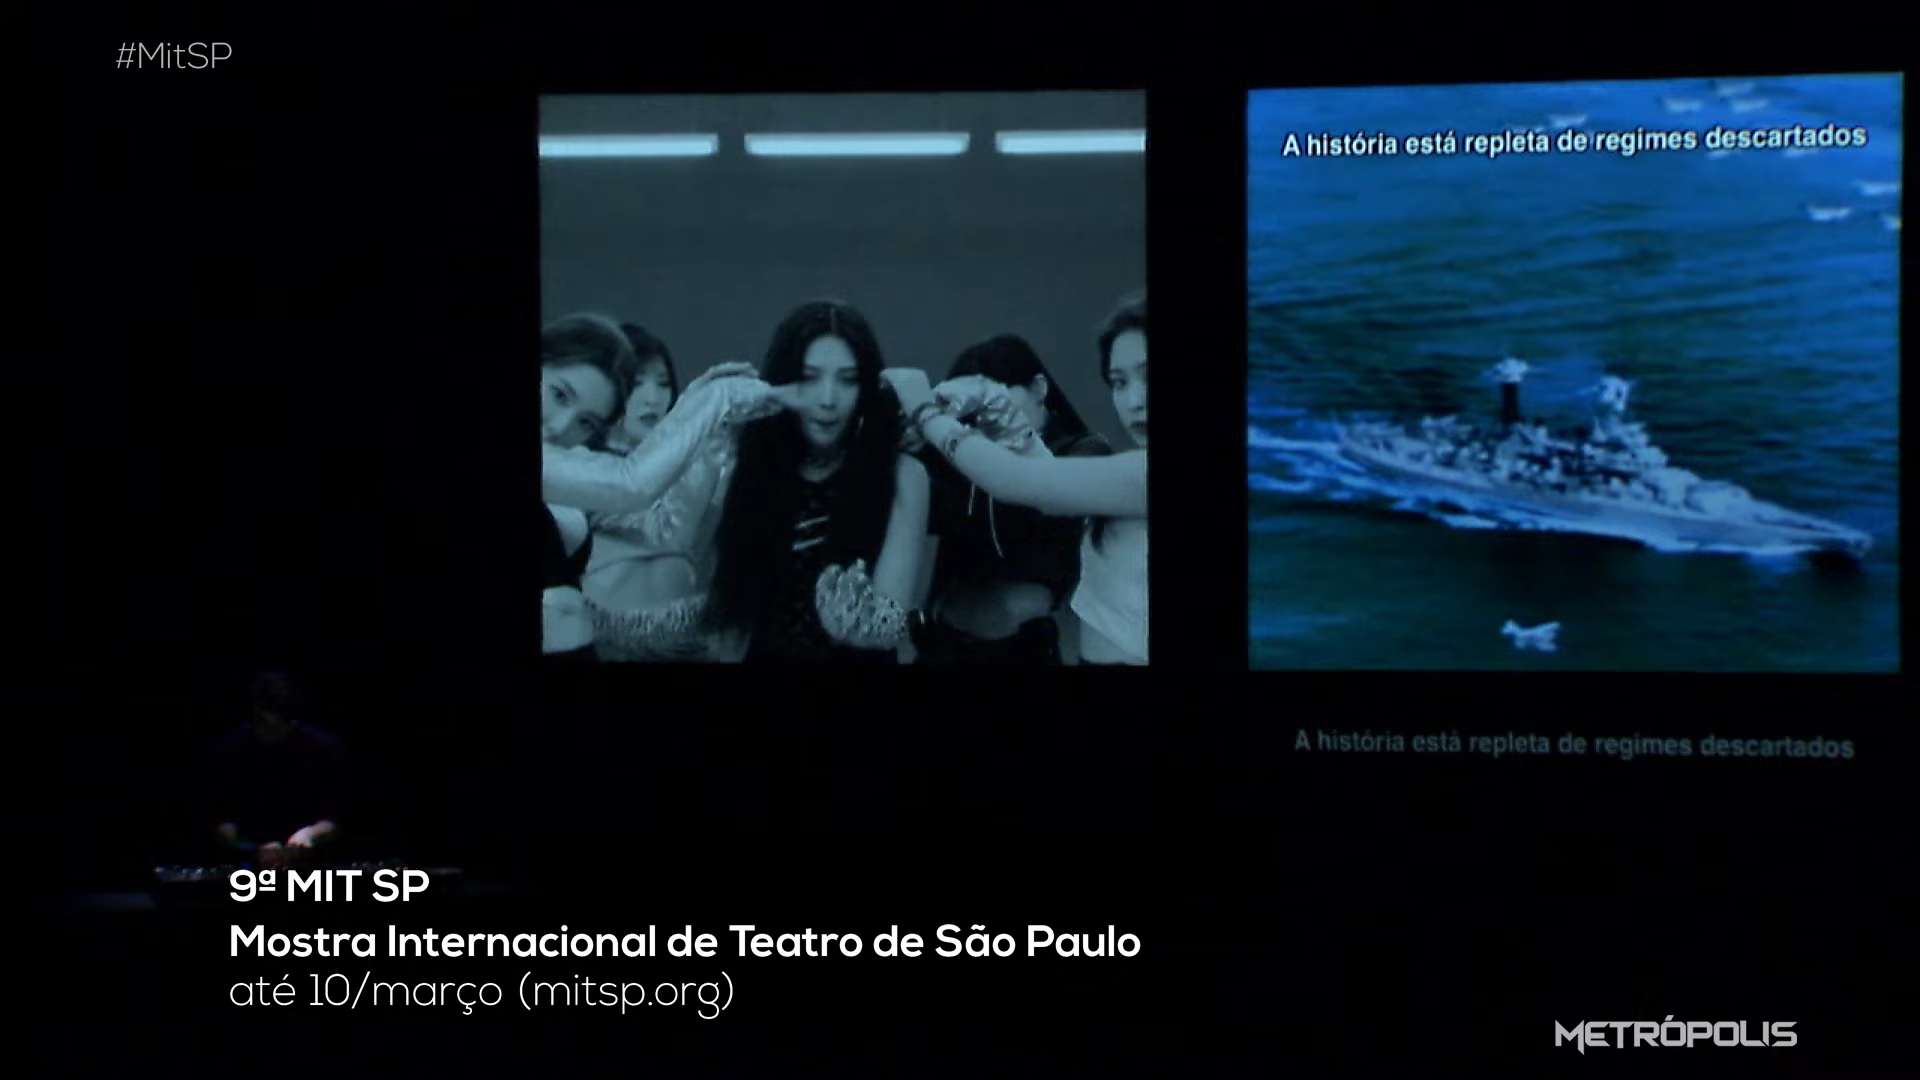 #MitSP
A história está repleta de regimes descartados
A história está repleta de regimes descartados
9ª MIT SP
Mostra Internacional de Teatro de São Paulo
até 10/março (mitsp.org)
METRÓPOLIS